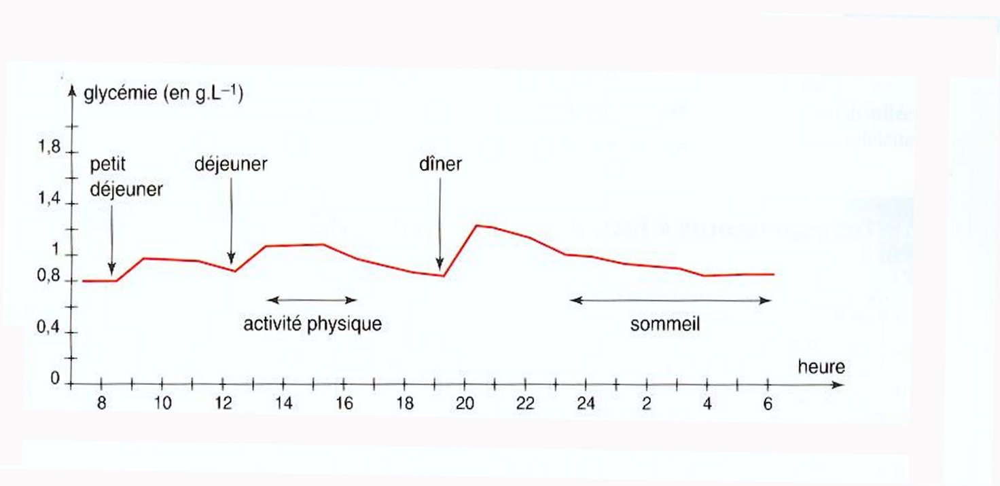 glycémie (en g.L⁻¹)
1,8
petit
déjeuner
déjeuner
dîner
1,4
1
0,8
0,4
activité physique
sommeil
0
heure
8 10 12 14 16 18 20 22 24 2 4 6